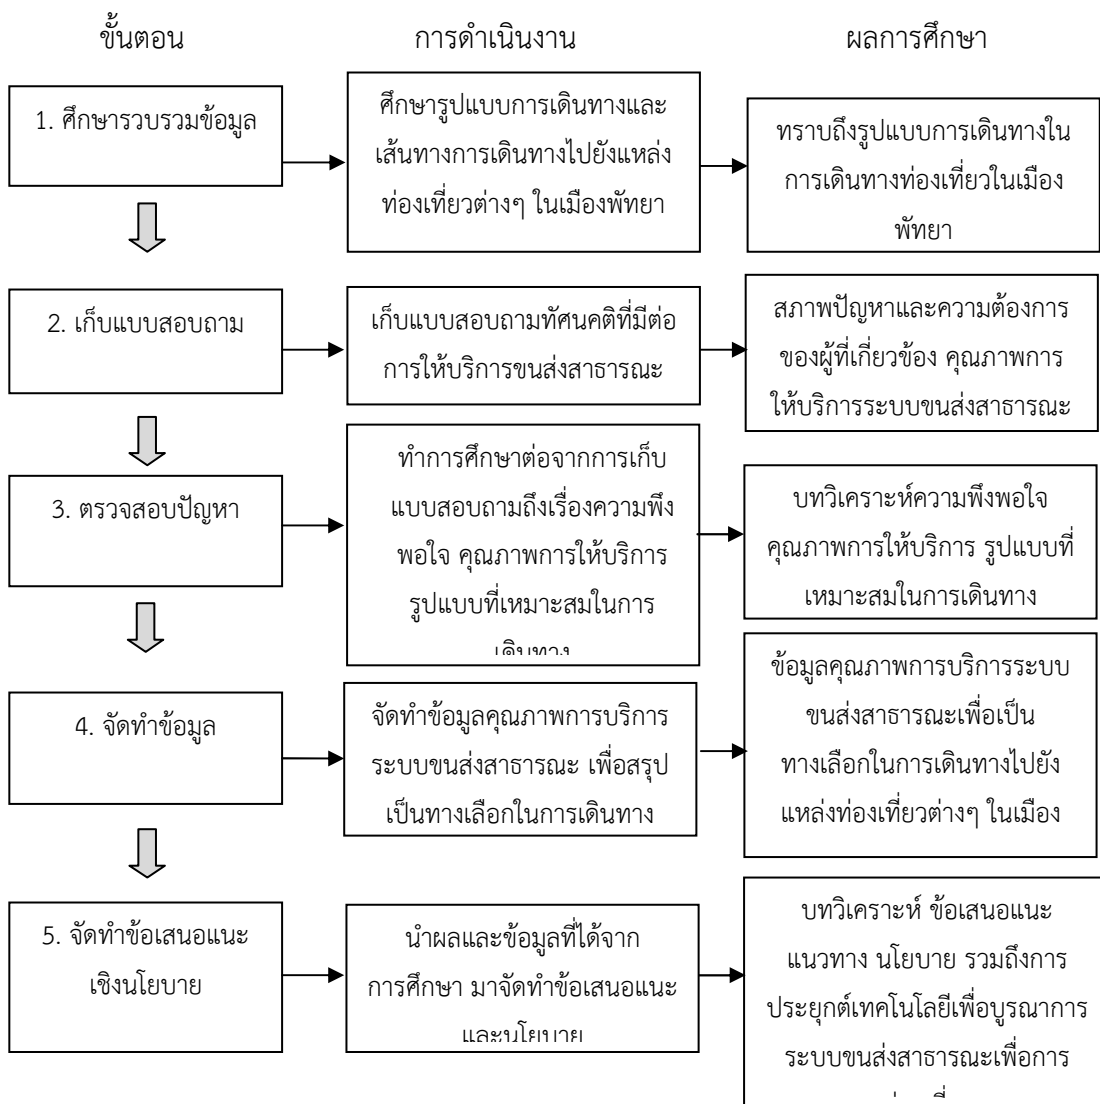 ขั้นตอน
การดำเนินงาน
ผลการศึกษา
1. ศึกษารวบรวมข้อมูล
ศึกษารูปแบบการเดินทางและ
เส้นทางการเดินทางไปยังแหล่ง
ท่องเที่ยวต่างๆ ในเมืองพัทยา
ทราบถึงรูปแบบการเดินทางใน
การเดินทางท่องเที่ยวในเมือง
พัทยา
2. เก็บแบบสอบถาม
เก็บแบบสอบถามทัศนคติที่มีต่อ
การให้บริการขนส่งสาธารณะ
สภาพปัญหาและความต้องการ
ของผู้ที่เกี่ยวข้อง คุณภาพการ
ให้บริการระบบขนส่งสาธารณะ
3. ตรวจสอบปัญหา
ทำการศึกษาต่อจากการเก็บ
แบบสอบถามถึงเรื่องความพึง
พอใจ คุณภาพการให้บริการ
รูปแบบที่เหมาะสมในการ
เดินทาง
บทวิเคราะห์ความพึงพอใจ
คุณภาพการให้บริการ รูปแบบที่
เหมาะสมในการเดินทาง
4. จัดทำข้อมูล
จัดทำข้อมูลคุณภาพการบริการ
ระบบขนส่งสาธารณะ เพื่อสรุป
เป็นทางเลือกในการเดินทาง
ข้อมูลคุณภาพการบริการระบบ
ขนส่งสาธารณะเพื่อเป็น
ทางเลือกในการเดินทางไปยัง
แหล่งท่องเที่ยวต่างๆ ในเมือง
5. จัดทำข้อเสนอแนะ
เชิงนโยบาย
นำผลและข้อมูลที่ได้จาก
การศึกษา มาจัดทำข้อเสนอแนะ
และนโยบาย
บทวิเคราะห์ ข้อเสนอแนะ
แนวทาง นโยบาย รวมถึงการ
ประยุกต์เทคโนโลยีเพื่อบูรณาการ
ระบบขนส่งสาธารณะเพื่อการ